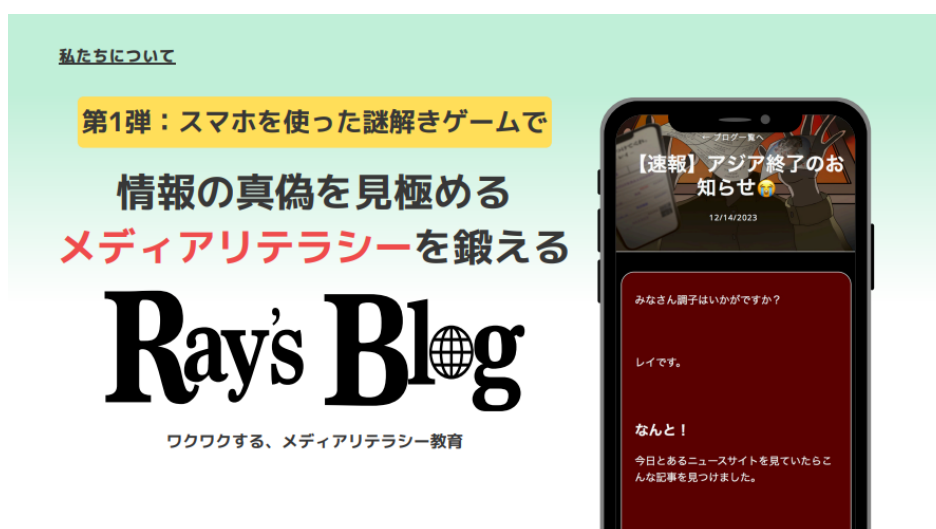 私たちについて
第1弾：スマホを使った謎解きゲームで
情報の真偽を見極める
メディアリテラシーを鍛える
Ray's Blog
ワクワクする、メディアリテラシー教育
← ブログ一覧へ
【速報】アジア終了のお
知らせ😭
12/14/2023
みなさん調子はいかがですか？
レイです。
なんと！
今日とあるニュースサイトを見ていたらこ
んな記事を見つけました。